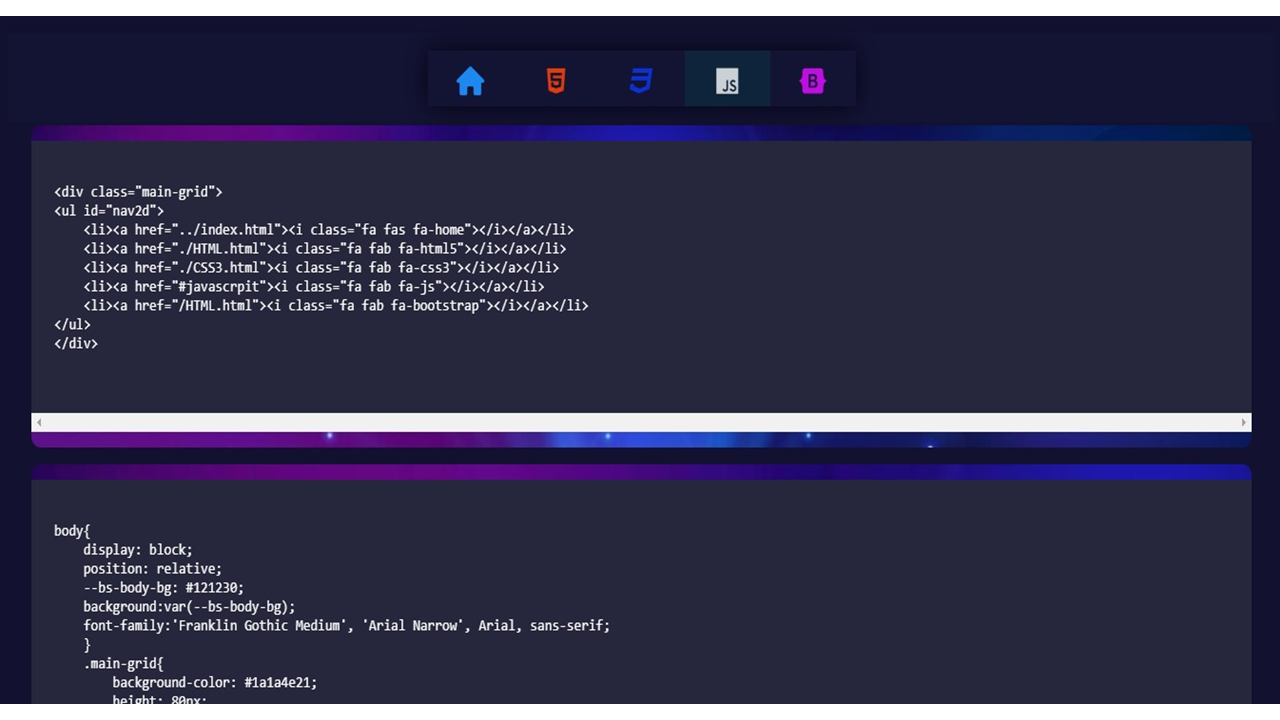 5
JS
B
<div class="main-grid">
<ul id="nav2d">
    <li><a href="../index.html"><i class="fa fas fa-home"></i></a></li>
    <li><a href="./HTML.html"><i class="fa fab fa-html5"></i></a></li>
    <li><a href="./CSS3.html"><i class="fa fab fa-css3"></i></a></li>
    <li><a href="#javascrpit"><i class="fa fab fa-js"></i></a></li>
    <li><a href="/HTML.html"><i class="fa fab fa-bootstrap"></i></a></li>
</ul>
</div>
body{
    display: block;
    position: relative;
    --bs-body-bg: #121230;
    background:var(--bs-body-bg);
    font-family:'Franklin Gothic Medium', 'Arial Narrow', Arial, sans-serif;
    }
    .main-grid{
        background-color: #1a1a4e21;
        height: 80px;